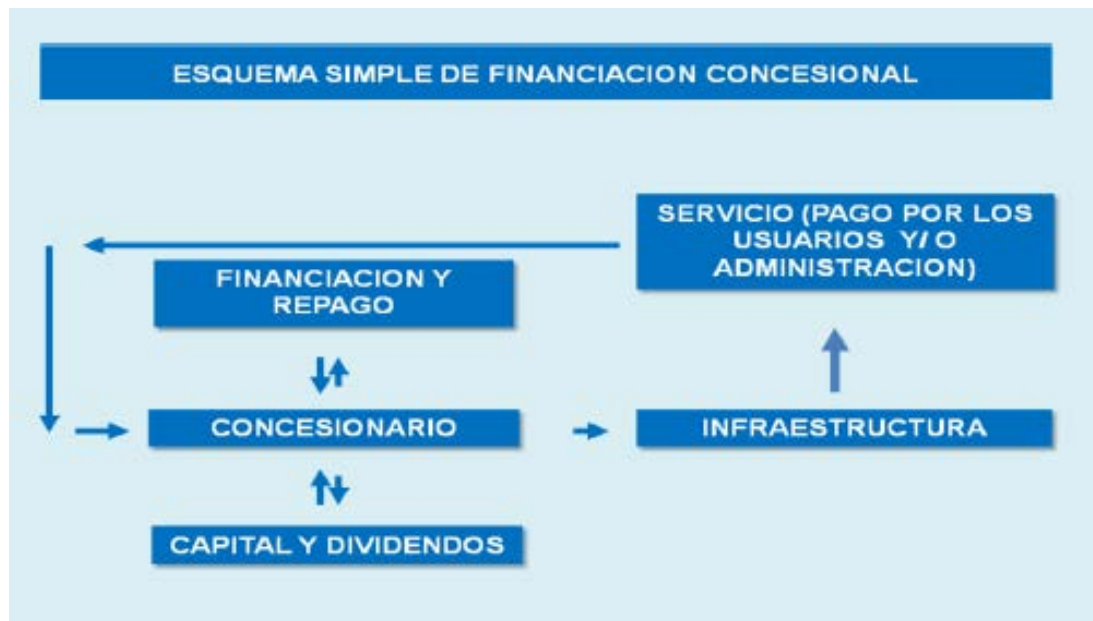 ESQUEMA SIMPLE DE FINANCIACION CONCESIONAL
SERVICIO (PAGO POR LOS
USUARIOS Y/ O
ADMINISTRACION)
FINANCIACION Y
REPAGO
CONCESIONARIO
INFRAESTRUCTURA
CAPITAL Y DIVIDENDOS